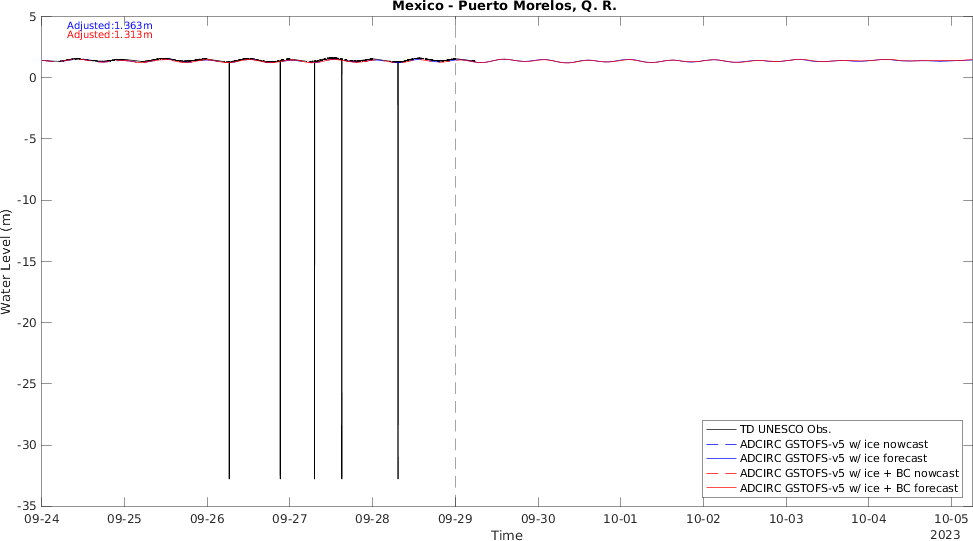 Mexico - Puerto Morelos, Q. R.
Adjusted:1.363m
Adjusted:1.313m
5
0
-5
-10
-15
-20
-25
-30
-35
Water Level (m)
TD UNESCO Obs.
ADCIRC GSTOFS-v5 w/ ice nowcast
ADCIRC GSTOFS-v5 w/ ice forecast
ADCIRC GSTOFS-v5 w/ ice + BC nowcast
ADCIRC GSTOFS-v5 w/ ice + BC forecast
09-24 09-25 09-26 09-27 09-28 09-29 09-30 10-01 10-02 10-03 10-04 10-05
Time
2023